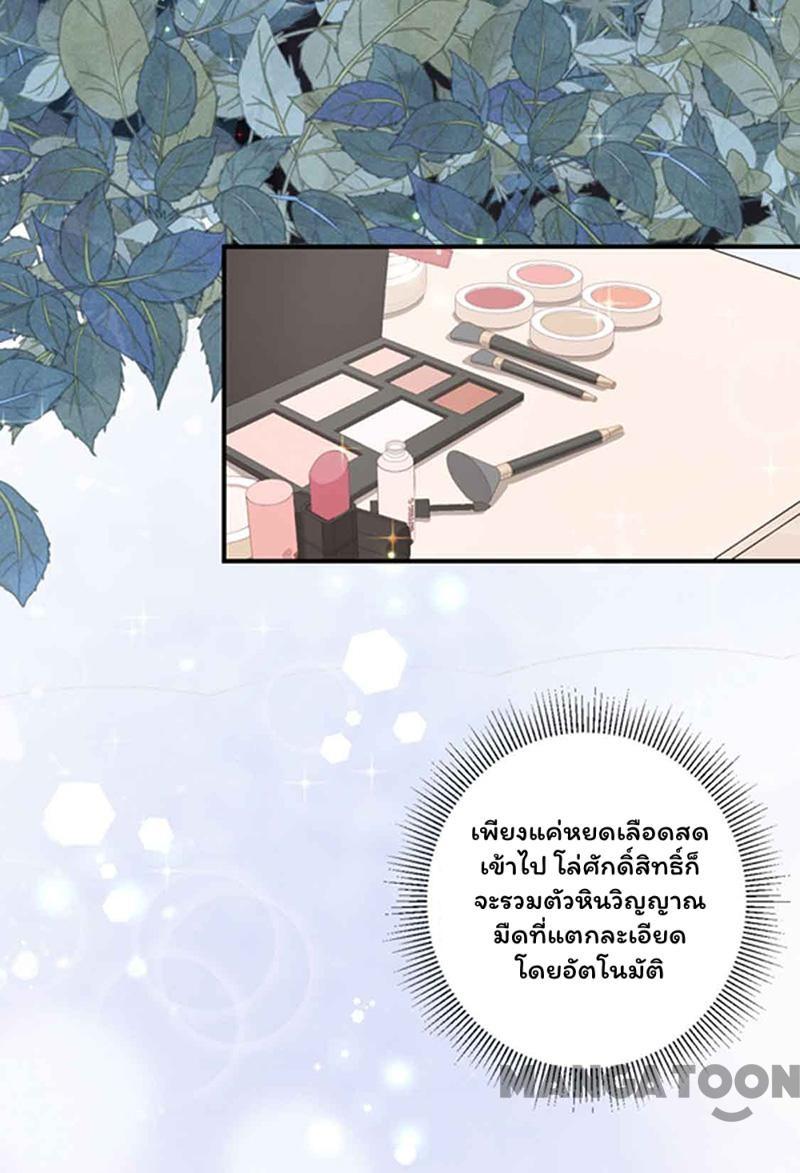 เพียงแค่หยดเลือดสด
เข้าไป โล่ศักดิ์สิทธิ์ก็
จะรวมตัวหินวิญญาณ
มืดที่แตกละเอียด
โดยอัตโนมัติ
MANGATOON